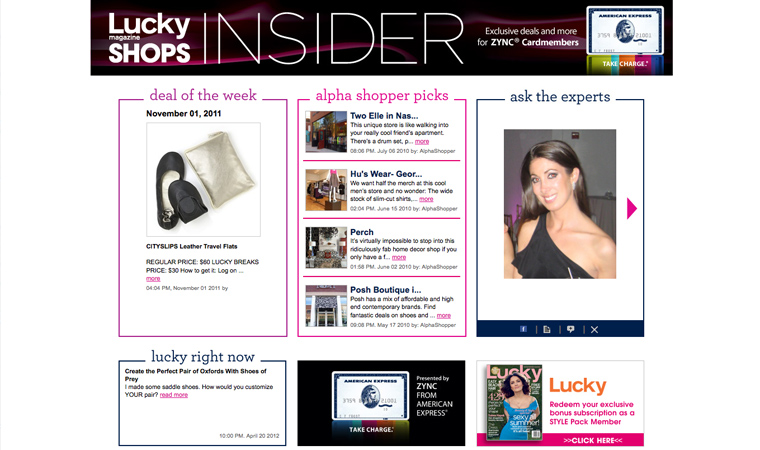 Lucky
magazine
SHOPS
INSIDER
Exclusive deals and more
for ZYNC® Cardmembers
AMERICAN EXPRESS
TAKE CHARGE.®
deal of the week
November 01, 2011
CITYSLIPS Leather Travel Flats
REGULAR PRICE: $60 LUCKY BREAKS
PRICE: $30 How to get it: Log on ...
more
04:04 PM, November 01 2011 by
alpha shopper picks
Two Elle in Nas...
This unique store is like walking into
your really cool friend's apartment.
There's a drum set, p... more
08:06 PM. July 06 2010 by: AlphaShopper
Hu's Wear- Geor...
We want half the merch at this cool
men's store and no wonder: The wide
stock of slim-cut shirts,... more
02:04 PM. June 15 2010 by: AlphaShopper
Perch
It's virtually impossible to stop into this
ridiculously fab home decor shop if you
only have a f... more
01:58 PM. June 02 2010 by: AlphaShopper
Posh Boutique i...
Posh has a mix of affordable and high
end contemporary brands. Find
fantastic deals on shoes and ... more
09:08 PM. May 17 2010 by: AlphaShopper
ask the experts
lucky right now
Create the Perfect Pair of Oxfords With Shoes of
Prey
I made some saddle shoes. How would you customize
YOUR pair? read more
10:00 PM. April 20 2012
AMERICAN EXPRESS
TAKE CHARGE.®
Presented by
ZYNC
FROM
AMERICAN
EXPRESS®
Lucky
sexy
summer!
Lucky
Redeem your exclusive
bonus subscription as a
STYLE Pack Member
>>CLICK HERE<<